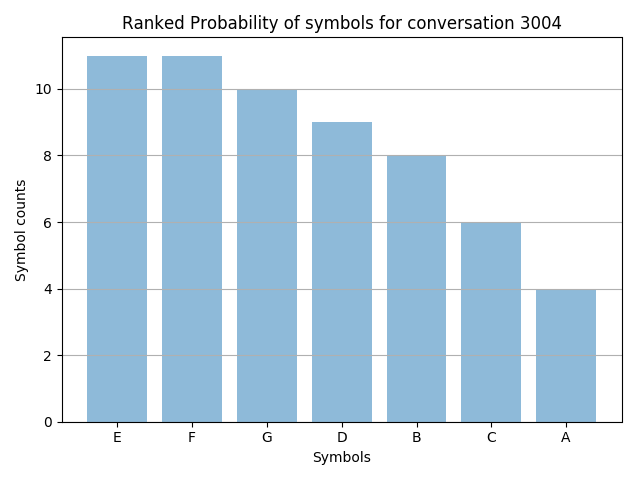 Ranked Probability of symbols for conversation 3004
Symbol counts
10
8
6
4
2
0
E F G D B C A
Symbols